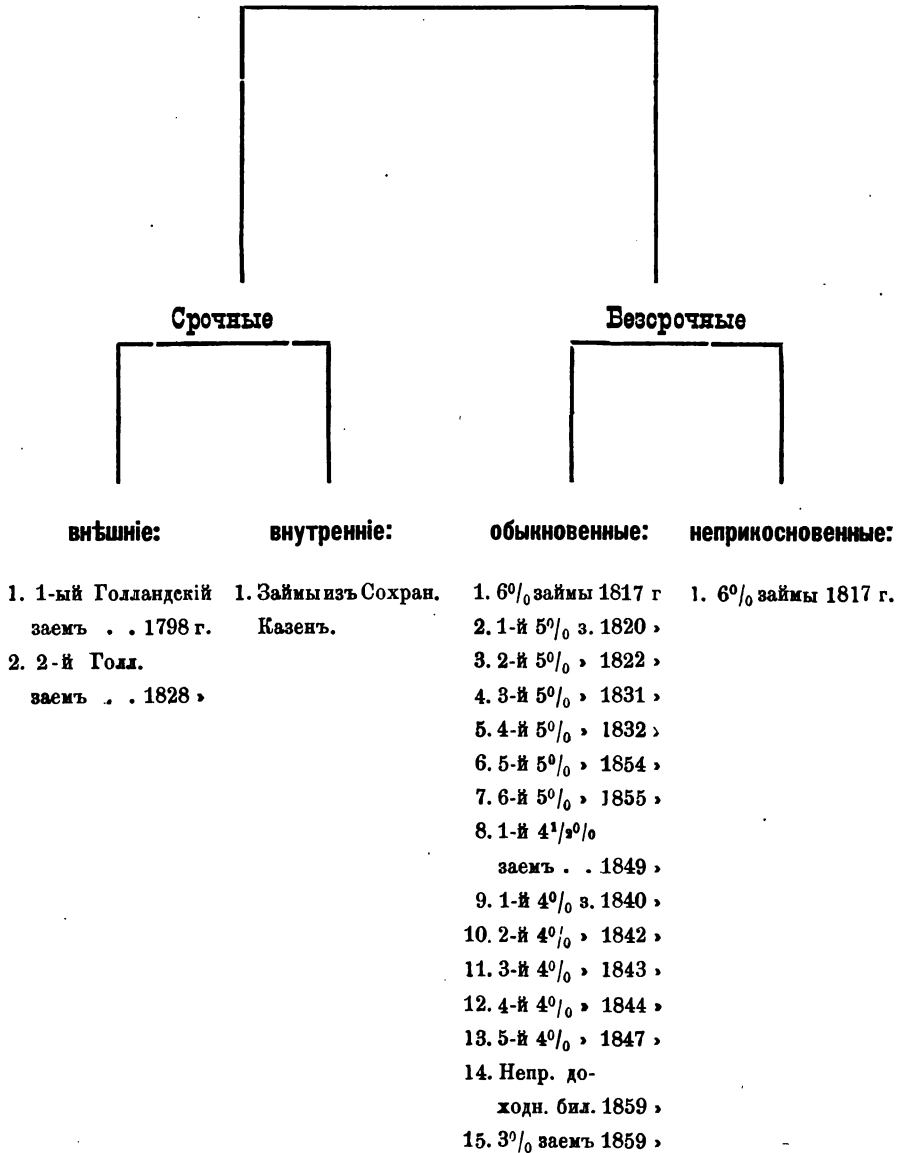 Срочные
Безсрочные
внѣшніе:
внутренніе:
обыкновенные:
неприкосновенные:
1. 1-ый Голландскій
заемъ . . 1798 г.
2. 2-й Голл.
заемъ . . 1828 »
1. Займы изъ Сохран.
Казенъ.
1. 6% займы 1817 г
2. 1-й 5% з. 1820 »
3. 2-й 5% » 1822 »
4. 3-й 5% » 1831 »
5. 4-й 5% » 1832 »
6. 5-й 5% » 1854 »
7. 6-й 5% » 1855 »
8. 1-й 4½%
заемъ . . 1849 »
9. 1-й 4% з. 1840 »
10. 2-й 4% » 1842 »
11. 3-й 4% » 1843 »
12. 4-й 4% » 1844 »
13. 5-й 4% » 1847 »
14. Непр. до-
ходн. бил. 1859 »
15. 3% заемъ 1859 »
1. 6% займы 1817 г.